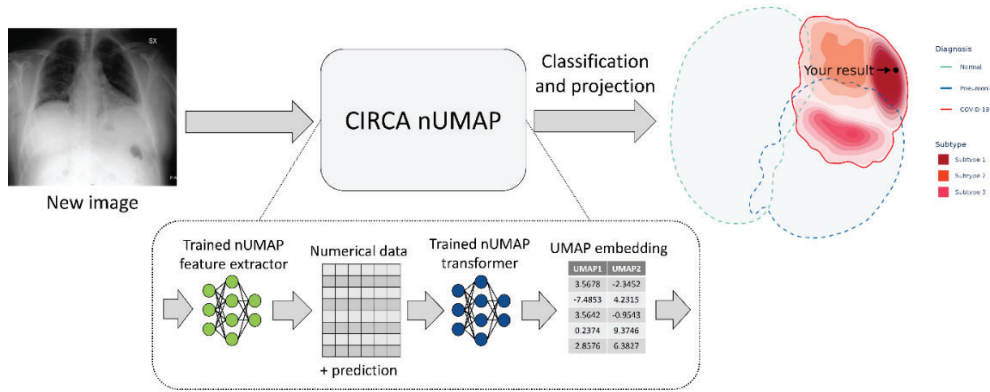 SX
PA
New image
CIRCA nUMAP
Classification
and projection
Your result
Diagnosis
Normal
Pneumoni
COVID-19
Subtype
Subtype 1
Subtype 2
Subtype 3
Trained nUMAP
feature extractor
Numerical data
+ prediction
Trained nUMAP
transformer
UMAP embedding
UMAP1 UMAP2
3.5678 -2.3452
-7.4853 4.2315
3.5642 -0.9543
0.2374 9.3746
2.8576 6.3827